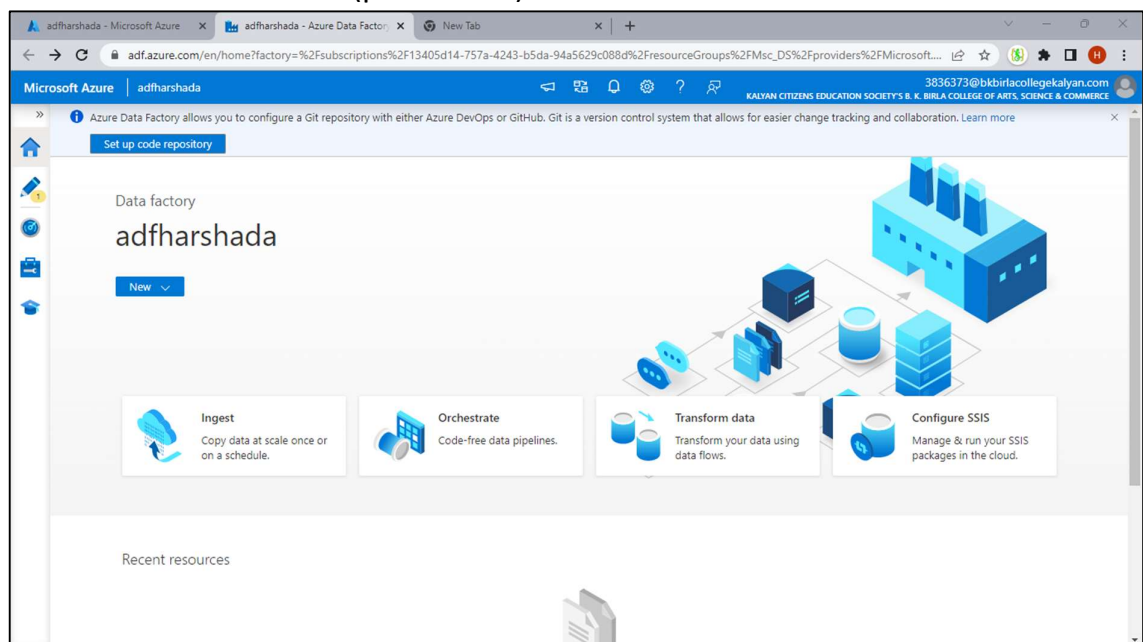 adfharshada - Microsoft Azure
adfharshada - Azure Data Factory
New Tab
adf.azure.com/en/home?factory=%2Fsubscriptions%2F13405d14-757a-4243-b5da-94a5629c088d%2FresourceGroups%2FMsc_DS%2Fproviders%2FMicrosoft....
H
Microsoft Azure
adfharshada
3836373@bkbirlacollegekalyan.com
KALYAN CITIZENS EDUCATION SOCIETY'S B. K. BIRLA COLLEGE OF ARTS, SCIENCE & COMMERCE
Azure Data Factory allows you to configure a Git repository with either Azure DevOps or GitHub. Git is a version control system that allows for easier change tracking and collaboration. Learn more
Set up code repository
1
Data factory
adfharshada
New
Ingest
Copy data at scale once or
on a schedule.
Orchestrate
Code-free data pipelines.
Transform data
Transform your data using
data flows.
Configure SSIS
Manage & run your SSIS
packages in the cloud.
Recent resources